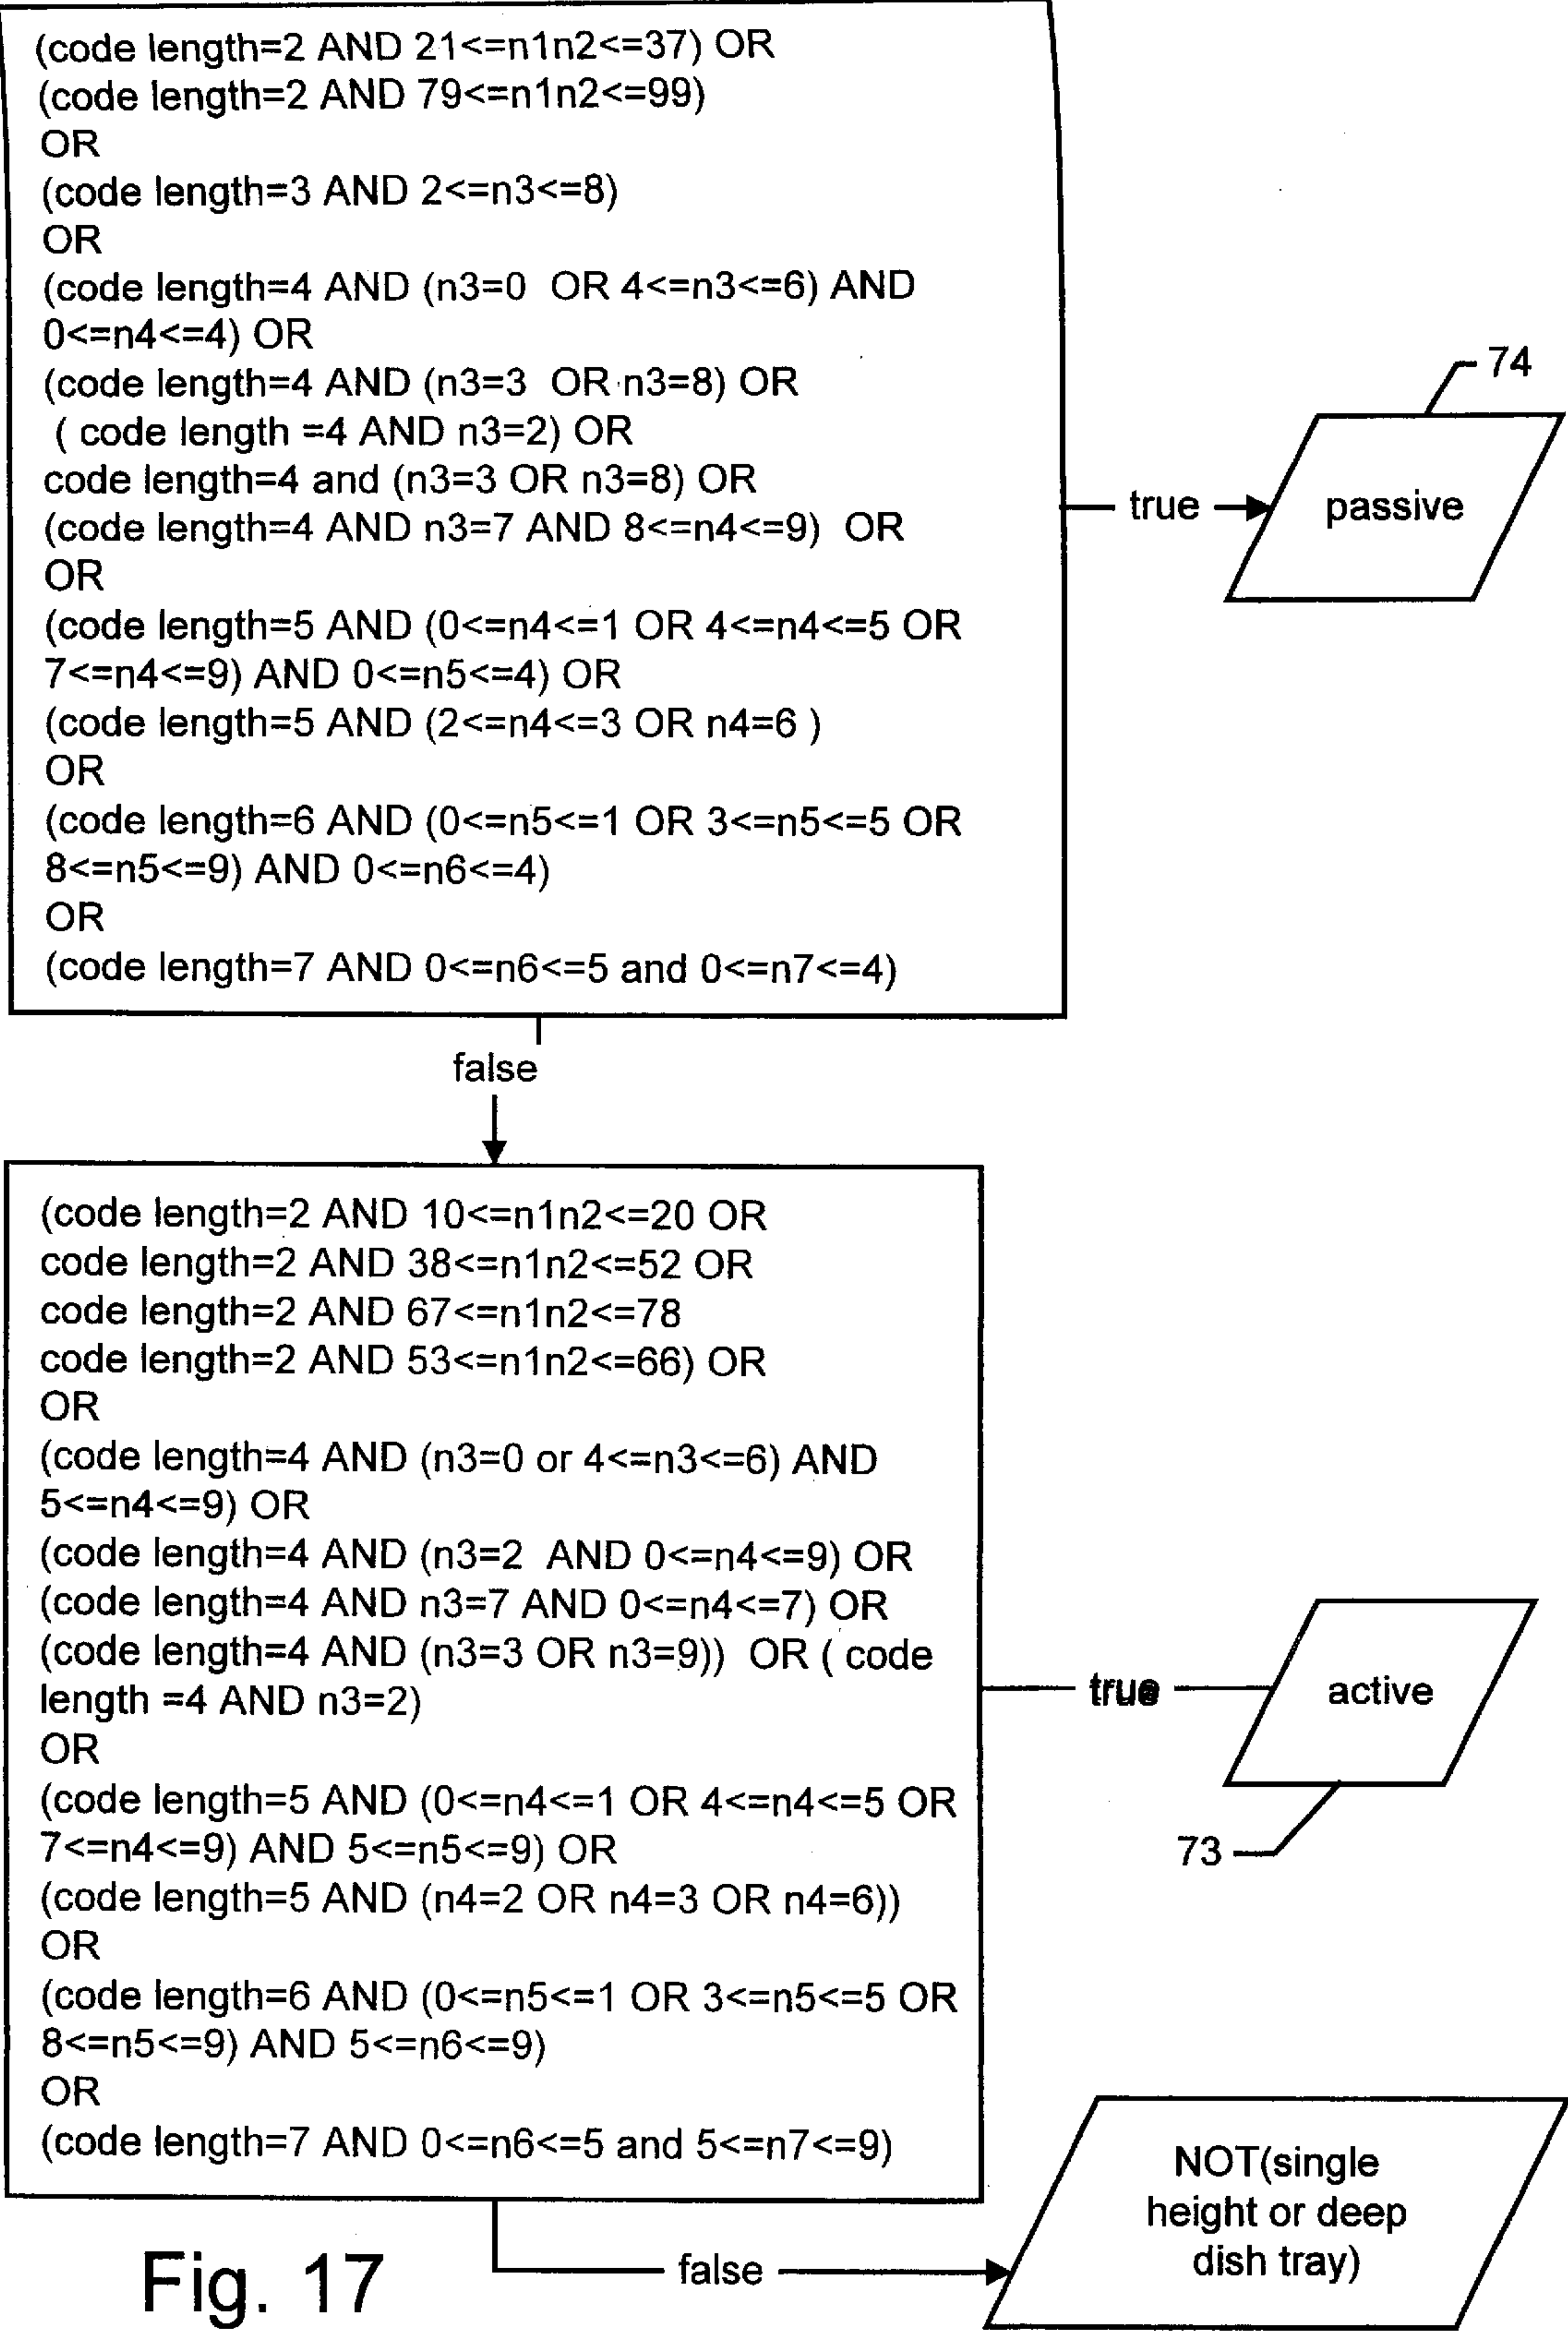 (code length=2 AND 21<=n1n2<=37) OR
(code length=2 AND 79<=n1n2<=99)
OR
(code length=3 AND 2<=n3<=8)
OR
(code length=4 AND (n3=0 OR 4<=n3<=6) AND
0<=n4<=4) OR
(code length=4 AND (n3=3 OR n3=8) OR
( code length =4 AND n3=2) OR
code length=4 and (n3=3 OR n3=8) OR
(code length=4 AND n3=7 AND 8<=n4<=9) OR
OR
(code length=5 AND (0<=n4<=1 OR 4<=n4<=5 OR
7<=n4<=9) AND 0<=n5<=4) OR
(code length=5 AND (2<=n4<=3 OR n4=6 )
OR
(code length=6 AND (0<=n5<=1 OR 3<=n5<=5 OR
8<=n5<=9) AND 0<=n6<=4)
OR
(code length=7 AND 0<=n6<=5 and 0<=n7<=4)
true
74
passive
false
(code length=2 AND 10<=n1n2<=20 OR
code length=2 AND 38<=n1n2<=52 OR
code length=2 AND 67<=n1n2<=78
code length=2 AND 53<=n1n2<=66) OR
OR
(code length=4 AND (n3=0 or 4<=n3<=6) AND
5<=n4<=9) OR
(code length=4 AND (n3=2 AND 0<=n4<=9) OR
(code length=4 AND n3=7 AND 0<=n4<=7) OR
(code length=4 AND (n3=3 OR n3=9)) OR ( code
length =4 AND n3=2)
OR
(code length=5 AND (0<=n4<=1 OR 4<=n4<=5 OR
7<=n4<=9) AND 5<=n5<=9) OR
(code length=5 AND (n4=2 OR n4=3 OR n4=6))
OR
(code length=6 AND (0<=n5<=1 OR 3<=n5<=5 OR
8<=n5<=9) AND 5<=n6<=9)
OR
(code length=7 AND 0<=n6<=5 and 5<=n7<=9)
true
active
73
false
NOT(single
height or deep
dish tray)
Fig. 17